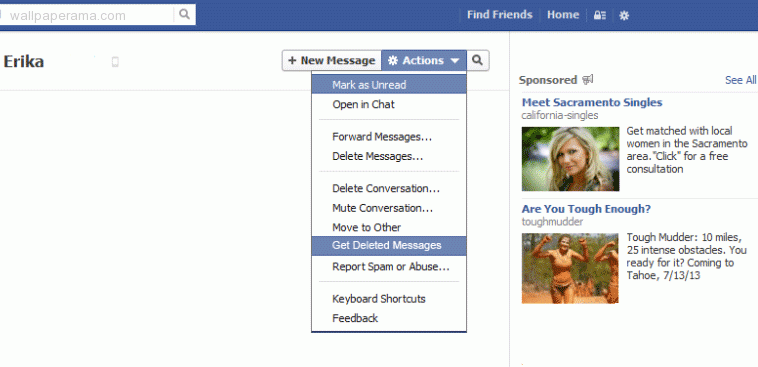 wallpaperama.com
Find Friends
Home
Erika
+ New Message
Actions
Mark as Unread
Open in Chat
Forward Messages...
Delete Messages...
Delete Conversation...
Mute Conversation...
Move to Other
Get Deleted Messages
Report Spam or Abuse...
Keyboard Shortcuts
Feedback
Sponsored
See All
Meet Sacramento Singles
california-singles
Get matched with local
women in the Sacramento
area."Click" for a free
consultation
Are You Tough Enough?
toughmudder
Tough Mudder: 10 miles,
25 intense obstacles. You
ready for it? Coming to
Tahoe, 7/13/13